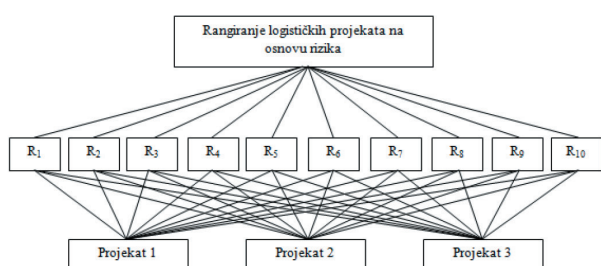 Rangiranje logističkih projekata na
osnovu rizika
R1 R2 R3 R4 R5 R6 R7 R8 R9 R10
Projekat 1 Projekat 2 Projekat 3